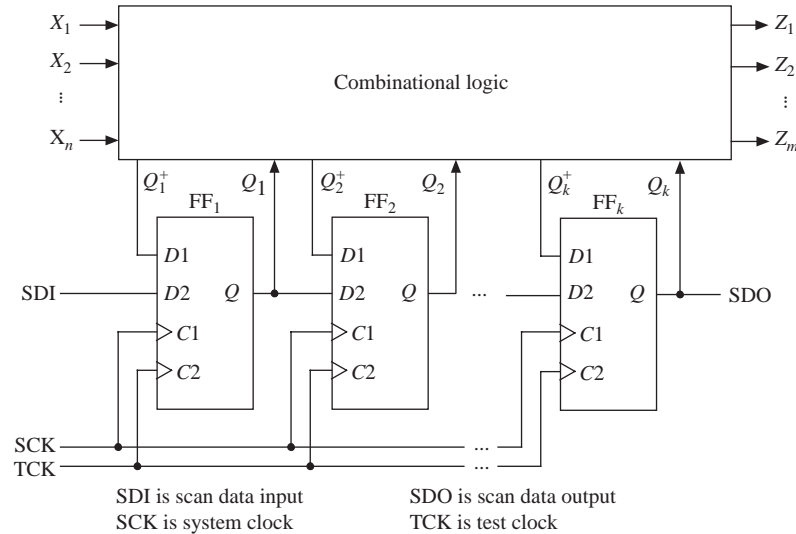 X₁
Z₁
X₂
Z₂
Combinational logic
...
...
Xₙ
Zₘ
Q₁⁺
Q₁
Q₂⁺
Q₂
Qₖ⁺
Qₖ
FF₁
FF₂
FFₖ
D1
D1
D1
SDI
D2
Q
D2
Q
...
D2
Q
SDO
C1
C1
C1
C2
C2
C2
SCK
...
TCK
...
SDI is scan data input
SDO is scan data output
SCK is system clock
TCK is test clock